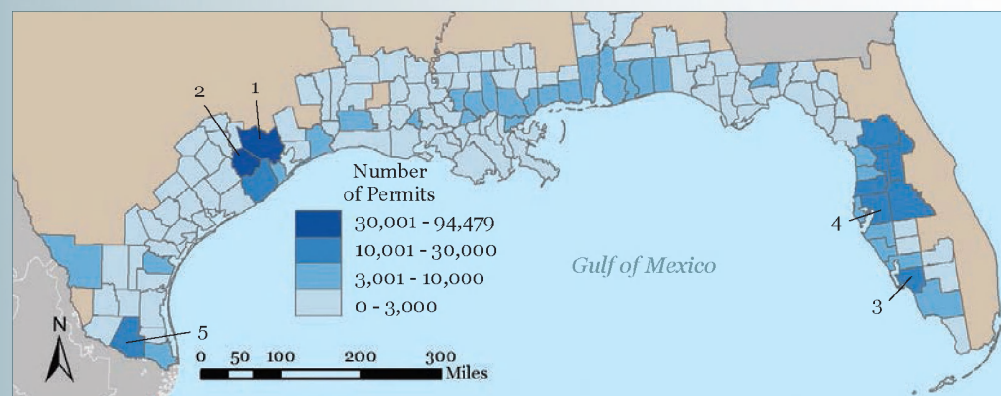 1
2
Number
of Permits
30,001 - 94,479
10,001 - 30,000
3,001 - 10,000
0 - 3,000
Gulf of Mexico
4
3
5
N
0 50 100 200 300
Miles